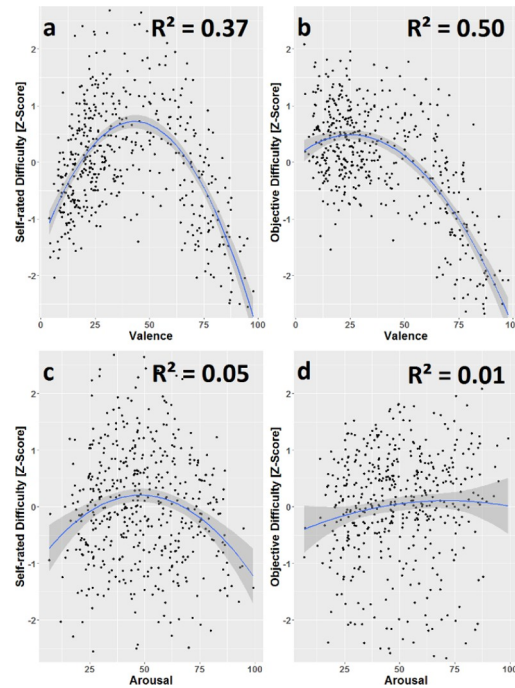 a
R² = 0.37
Self-rated Difficulty [Z-Score]
2
1
0
-1
-2
0
25
50
75
100
Valence
b
R² = 0.50
Objective Difficulty [Z-Score]
2
1
0
-1
-2
0
25
50
75
100
Valence
c
R² = 0.05
Self-rated Difficulty [Z-Score]
2
1
0
-1
-2
25
50
75
100
Arousal
d
R² = 0.01
Objective Difficulty [Z-Score]
2
1
0
-1
-2
25
50
75
100
Arousal